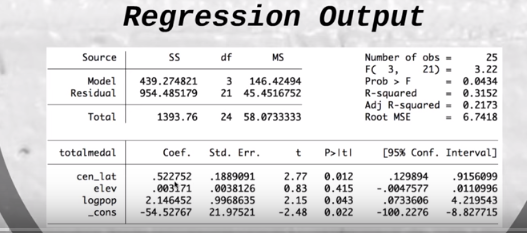 Regression Output
Source SS df MS Number of obs = 25
F( 3, 21) = 3.22
Model 439.274821 3 146.42494 Prob > F = 0.0434
Residual 954.485179 21 45.4516752 R-squared = 0.3152
Adj R-squared = 0.2173
Total 1393.76 24 58.0733333 Root MSE = 6.7418
totalmedal Coef. Std. Err. t P>|t| [95% Conf. Interval]
cen_lat .522752 .1889091 2.77 0.012 .129894 .9156099
elev .003171 .0038126 0.83 0.415 -.0047577 .0110996
logpop 2.146452 .9968635 2.15 0.043 .0733606 4.219543
_cons -54.52767 21.97521 -2.48 0.022 -100.2276 -8.827715